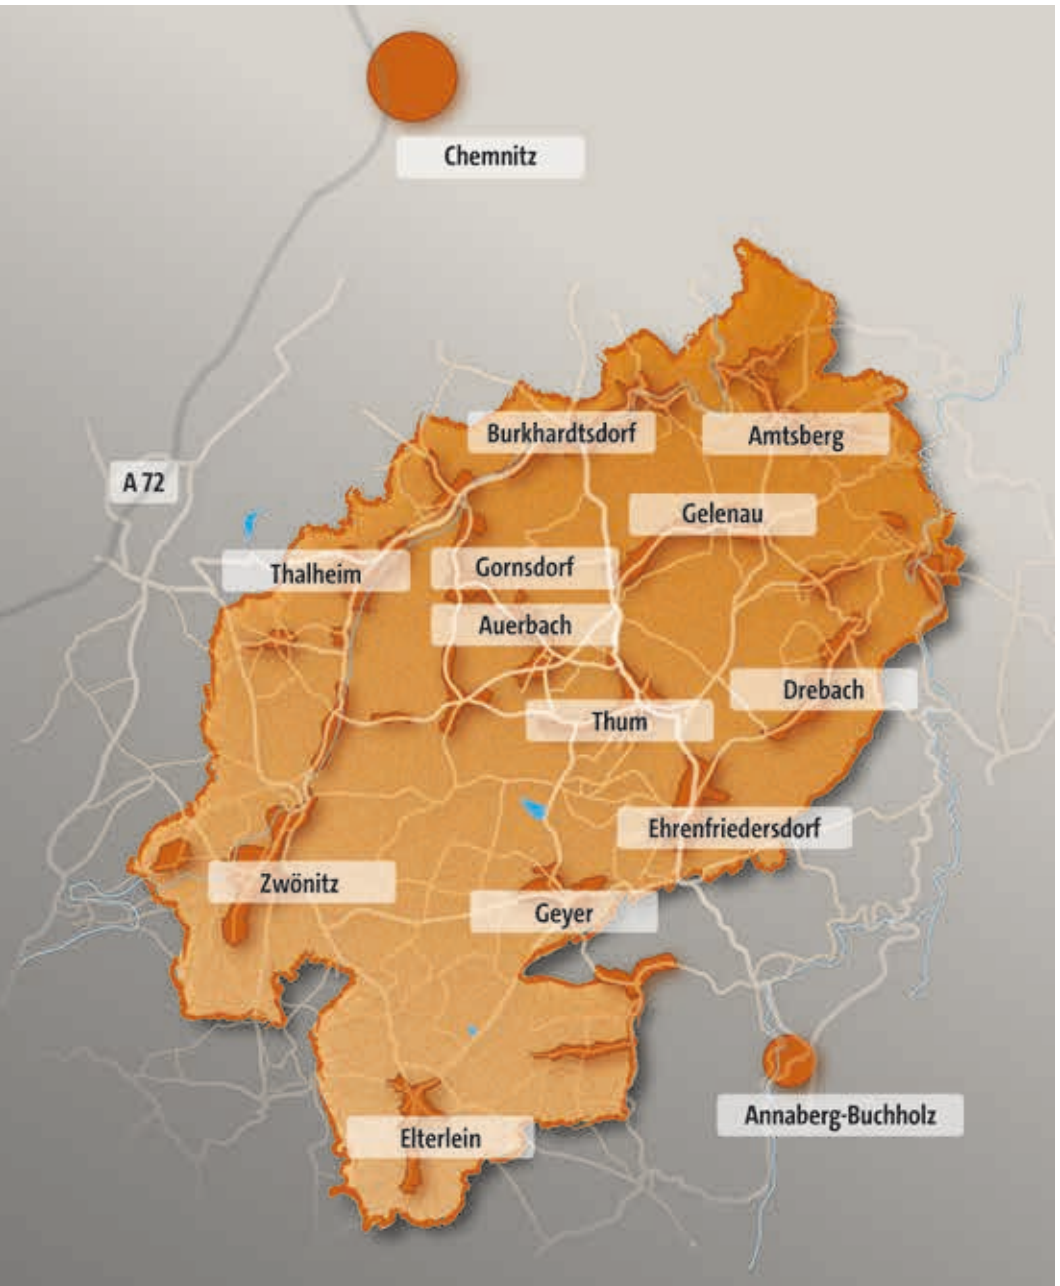 Chemnitz
Burkhardtsdorf
Amtsberg
A 72
Gelenau
Thalheim
Gornsdorf
Auerbach
Drebach
Thum
Ehrenfriedersdorf
Zwönitz
Geyer
Annaberg-Buchholz
Elterlein